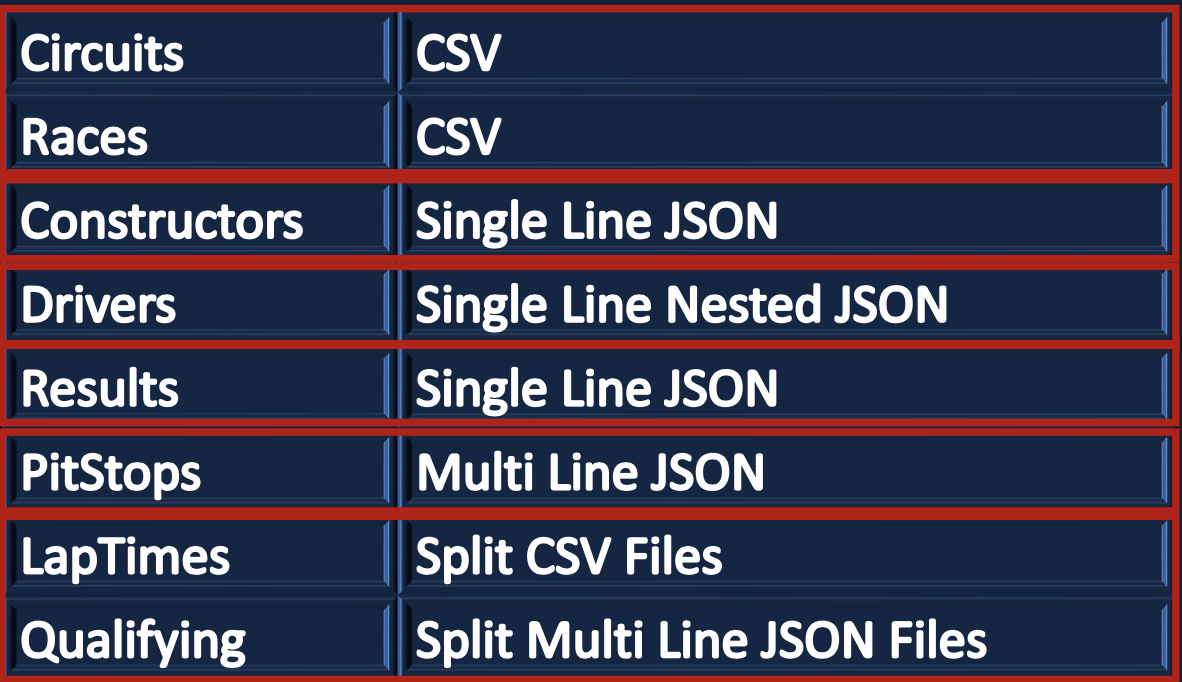 Circuits CSV
Races CSV
Constructors Single Line JSON
Drivers Single Line Nested JSON
Results Single Line JSON
PitStops Multi Line JSON
LapTimes Split CSV Files
Qualifying Split Multi Line JSON Files